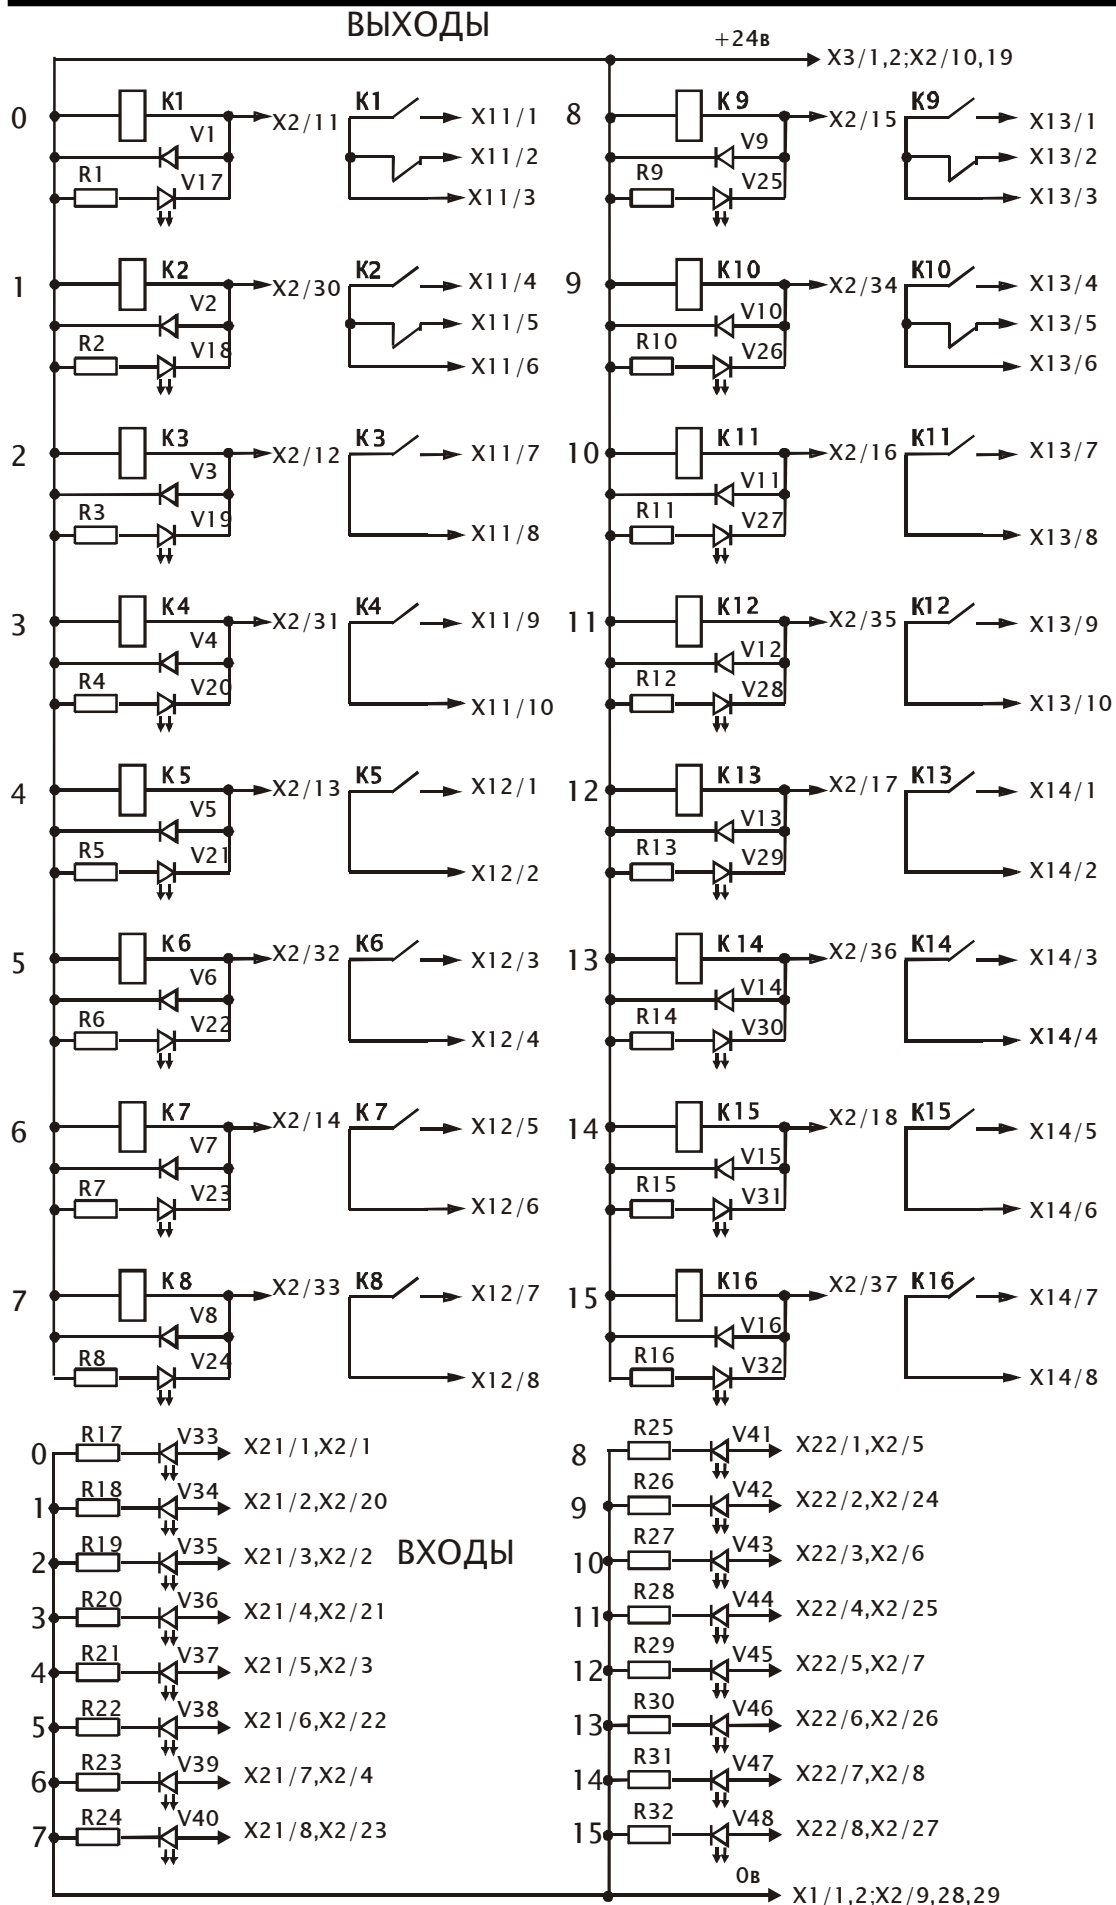 ВЫХОДЫ
+24в
X3/1,2;X2/10,19
0 K1 V1 R1 V17 X2/11 K1 X11/1 X11/2 X11/3
8 K9 V9 R9 V25 X2/15 K9 X13/1 X13/2 X13/3
1 K2 V2 R2 V18 X2/30 K2 X11/4 X11/5 X11/6
9 K10 V10 R10 V26 X2/34 K10 X13/4 X13/5 X13/6
2 K3 V3 R3 V19 X2/12 K3 X11/7 X11/8
10 K11 V11 R11 V27 X2/16 K11 X13/7 X13/8
3 K4 V4 R4 V20 X2/31 K4 X11/9 X11/10
11 K12 V12 R12 V28 X2/35 K12 X13/9 X13/10
4 K5 V5 R5 V21 X2/13 K5 X12/1 X12/2
12 K13 V13 R13 V29 X2/17 K13 X14/1 X14/2
5 K6 V6 R6 V22 X2/32 K6 X12/3 X12/4
13 K14 V14 R14 V30 X2/36 K14 X14/3 X14/4
6 K7 V7 R7 V23 X2/14 K7 X12/5 X12/6
14 K15 V15 R15 V31 X2/18 K15 X14/5 X14/6
7 K8 V8 R8 V24 X2/33 K8 X12/7 X12/8
15 K16 V16 R16 V32 X2/37 K16 X14/7 X14/8
ВХОДЫ
0 R17 V33 X21/1,X2/1
8 R25 V41 X22/1,X2/5
1 R18 V34 X21/2,X2/20
9 R26 V42 X22/2,X2/24
2 R19 V35 X21/3,X2/2
10 R27 V43 X22/3,X2/6
3 R20 V36 X21/4,X2/21
11 R28 V44 X22/4,X2/25
4 R21 V37 X21/5,X2/3
12 R29 V45 X22/5,X2/7
5 R22 V38 X21/6,X2/22
13 R30 V46 X22/6,X2/26
6 R23 V39 X21/7,X2/4
14 R31 V47 X22/7,X2/8
7 R24 V40 X21/8,X2/23
15 R32 V48 X22/8,X2/27
0в
X1/1,2;X2/9,28,29